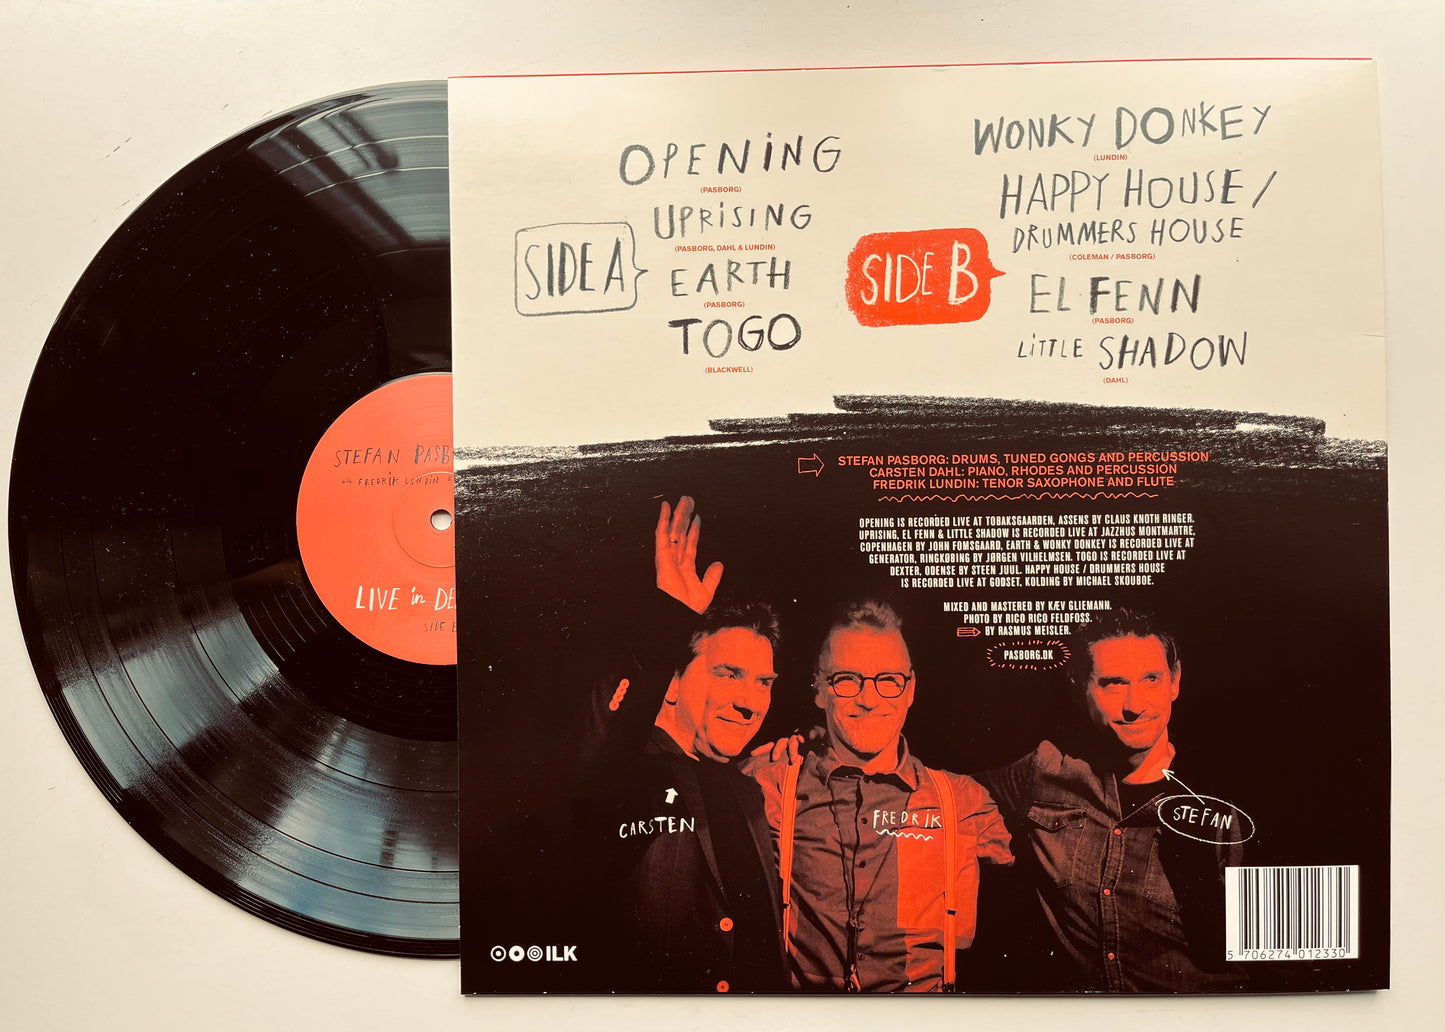 OPENING
(PASBORG)
UPRiSiNG
(PASBORG, DAHL & LUNDIN)
SIDE A
EARTH
(PASBORG)
TOGO
(BLACKWELL)
WONKY DONKEY
(LUNDIN)
HAPPY HOUSE /
DRUMMERS HOUSE
(COLEMAN / PASBORG)
SIDE B
EL FENN
(PASBORG)
LiTTLE SHADOW
(DAHL)
STEFAN PASB
FREDRIK LUNDIN
LIVE in DE
SIDE B
STEFAN PASBORG: DRUMS, TUNED GONGS AND PERCUSSION
CARSTEN DAHL: PIANO, RHODES AND PERCUSSION
FREDRIK LUNDIN: TENOR SAXOPHONE AND FLUTE
OPENING IS RECORDED LIVE AT TOBAKSGAARDEN, ASSENS BY CLAUS KNOTH RINGER.
UPRISING, EL FENN & LITTLE SHADOW IS RECORDED LIVE AT JAZZHUS MONTMARTRE,
COPENHAGEN BY JOHN FOMSGAARD, EARTH & WONKY DONKEY IS RECORDED LIVE AT
GENERATOR, RINGKØRING BY JØRGEN VILHELMSEN. TOGO IS RECORDED LIVE AT
DEXTER, ODENSE BY STEEN JUUL. HAPPY HOUSE / DRUMMERS HOUSE
IS RECORDED LIVE AT GODSET, KOLDING BY MICHAEL SKOUBOE.
MIXED AND MASTERED BY KÆV GLIEMANN.
PHOTO BY RICO RICO FELDFOSS.
BY RASMUS MEISLER.
PASBORG.DK
CARSTEN
FREDRiK
STEFAN
ILK
5 706274 012330